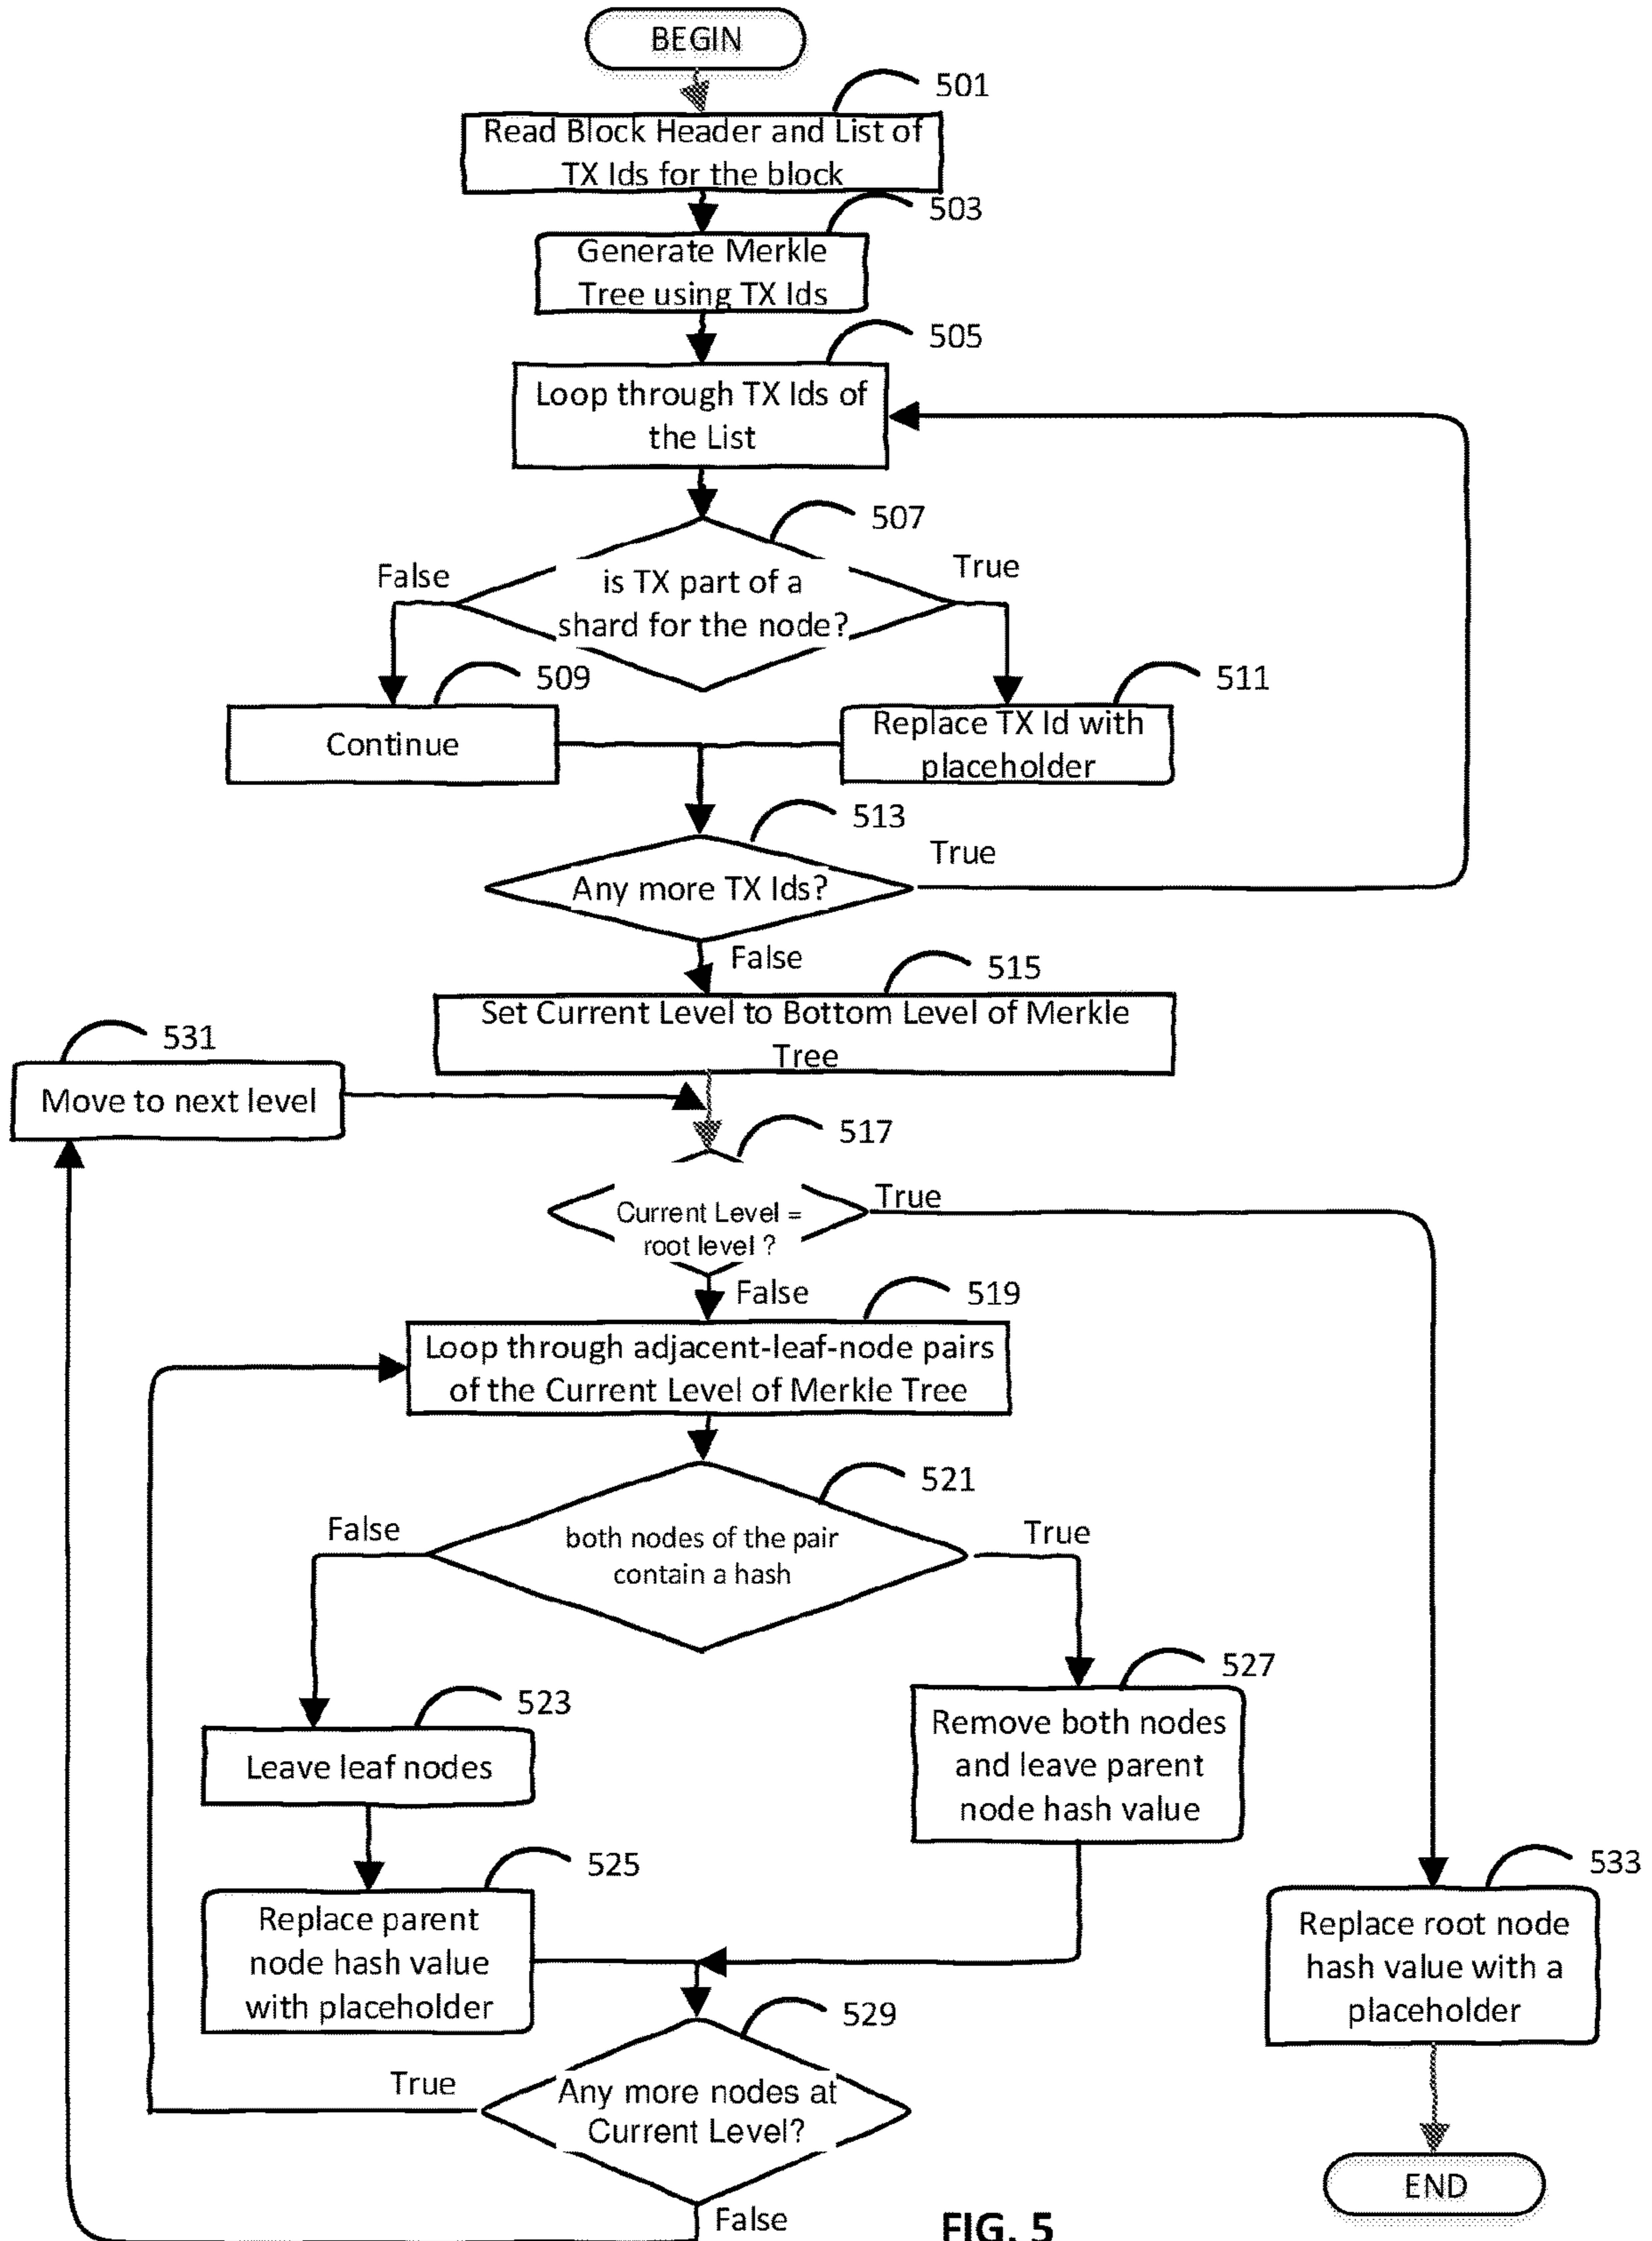 BEGIN
501
Read Block Header and List of
TX Ids for the block
503
Generate Merkle
Tree using TX Ids
505
Loop through TX Ids of
the List
507
False
True
is TX part of a
shard for the node?
509
511
Continue
Replace TX Id with
placeholder
513
True
Any more TX Ids?
False
515
Set Current Level to Bottom Level of Merkle
Tree
531
Move to next level
517
True
Current Level =
root level ?
False
519
Loop through adjacent-leaf-node pairs
of the Current Level of Merkle Tree
521
False
True
both nodes of the pair
contain a hash
527
523
Remove both nodes
and leave parent
node hash value
Leave leaf nodes
525
533
Replace parent
node hash value
with placeholder
Replace root node
hash value with a
placeholder
529
True
Any more nodes at
Current Level?
END
False
FIG. 5